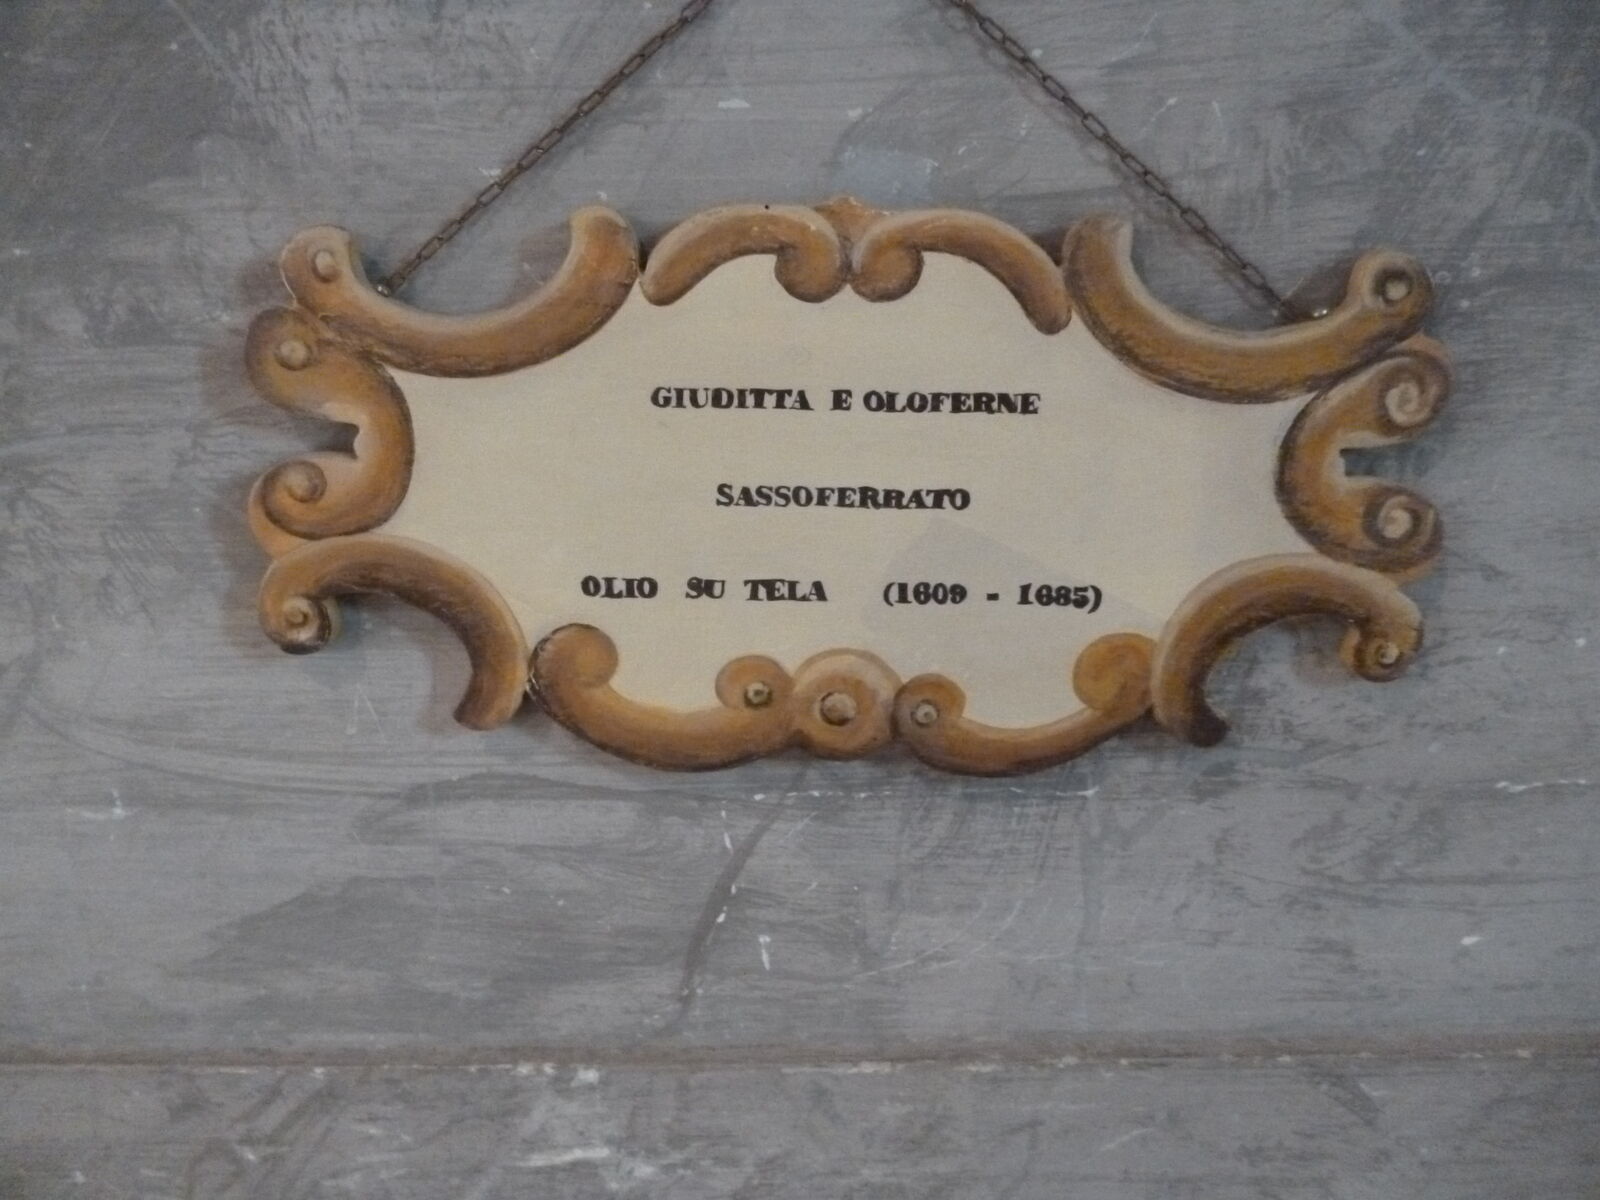 GIUDITTA E OLOFERNE
SASSOFERRATO
OLIO SU TELA (1609 - 1685)